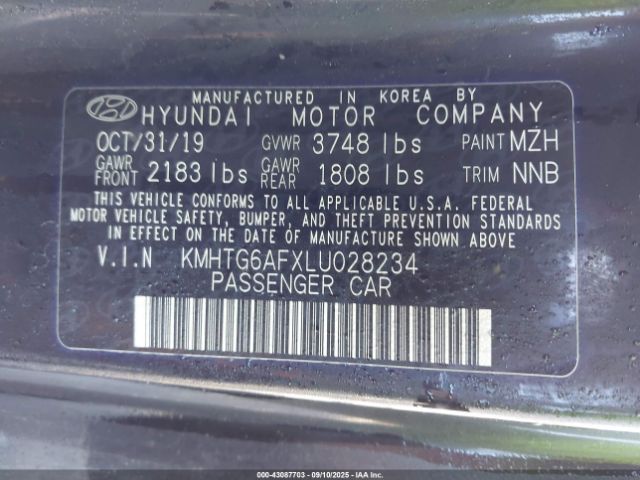 MANUFACTURED IN KOREA BY
HYUNDAI MOTOR COMPANY
OCT/31/19 GVWR 3748 lbs PAINT MZH
GAWR FRONT 2183 lbs GAWR REAR 1808 lbs TRIM NNB
THIS VEHICLE CONFORMS TO ALL APPLICABLE U.S.A. FEDERAL
MOTOR VEHICLE SAFETY, BUMPER, AND THEFT PREVENTION STANDARDS
IN EFFECT ON THE DATE OF MANUFACTURE SHOWN ABOVE.
V.I.N KMHTG6AFXLU028234
PASSENGER CAR
000-43087703 - 09/10/2025 - IAA Inc.